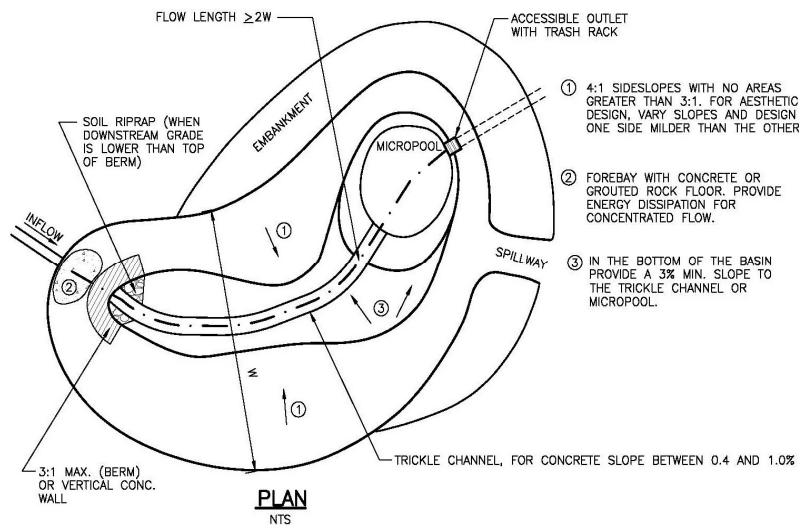 FLOW LENGTH ≥2W
ACCESSIBLE OUTLET
WITH TRASH RACK
① 4:1 SIDESLOPES WITH NO AREAS
GREATER THAN 3:1. FOR AESTHETIC
DESIGN, VARY SLOPES AND DESIGN
ONE SIDE MILDER THAN THE OTHER
SOIL RIPRAP (WHEN
DOWNSTREAM GRADE
IS LOWER THAN TOP
OF BERM)
EMBANKMENT
MICROPOOL
② FOREBAY WITH CONCRETE OR
GROUTED ROCK FLOOR. PROVIDE
ENERGY DISSIPATION FOR
CONCENTRATED FLOW.
INFLOW
①
SPILLWAY
③ IN THE BOTTOM OF THE BASIN
PROVIDE A 3% MIN. SLOPE TO
THE TRICKLE CHANNEL OR
MICROPOOL.
②
③
W
①
TRICKLE CHANNEL, FOR CONCRETE SLOPE BETWEEN 0.4 AND 1.0%
3:1 MAX. (BERM)
OR VERTICAL CONC.
WALL
PLAN
NTS